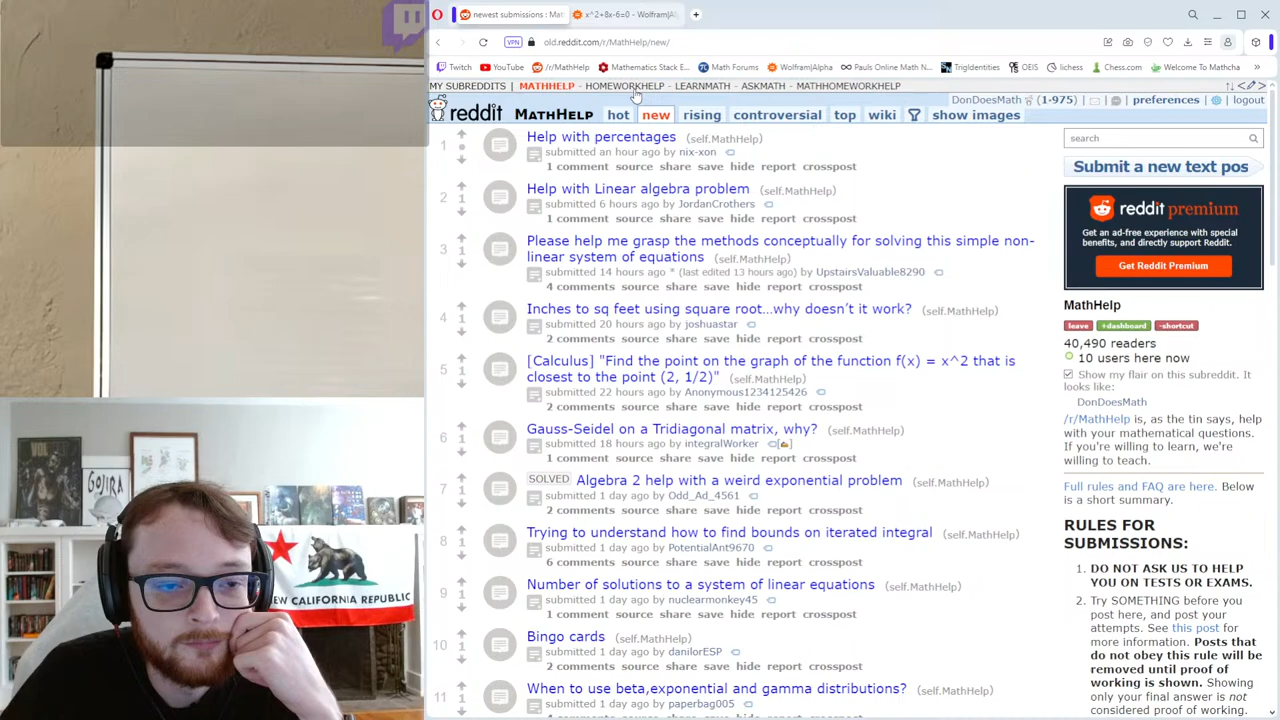 newest submissions : Mat
x^2+8x-6=0 - Wolfram|Al
VPN old.reddit.com/r/MathHelp/new/
Twitch YouTube /r/MathHelp Mathematics Stack E... Math Forums Wolfram|Alpha Pauls Online Math N... TrigIdentities OEIS lichess Chess.com Welcome To Mathcha
MY SUBREDDITS | MATHHELP - HOMEWORKHELP - LEARNMATH - ASKMATH - MATHHOMEWORKHELP
DonDoesMath (1·975) | | preferences | | logout
reddit MATHHELP hot new rising controversial top wiki show images
1 Help with percentages (self.MathHelp)
submitted an hour ago by nix-xon
1 comment source share save hide report crosspost
2 1 Help with Linear algebra problem (self.MathHelp)
submitted 6 hours ago by JordanCrothers
1 comment source share save hide report crosspost
3 1 Please help me grasp the methods conceptually for solving this simple non-
linear system of equations (self.MathHelp)
submitted 14 hours ago * (last edited 13 hours ago) by UpstairsValuable8290
4 comments source share save hide report crosspost
4 1 Inches to sq feet using square root...why doesn't it work? (self.MathHelp)
submitted 20 hours ago by joshuastar
2 comments source share save hide report crosspost
5 1 [Calculus] "Find the point on the graph of the function f(x) = x^2 that is
closest to the point (2, 1/2)" (self.MathHelp)
submitted 22 hours ago by Anonymous1234125426
2 comments source share save hide report crosspost
6 1 Gauss-Seidel on a Tridiagonal matrix, why? (self.MathHelp)
submitted 18 hours ago by integralWorker
1 comment source share save hide report crosspost
7 1 SOLVED Algebra 2 help with a weird exponential problem (self.MathHelp)
submitted 1 day ago by Odd_Ad_4561
2 comments source share save hide report crosspost
8 1 Trying to understand how to find bounds on iterated integral (self.MathHelp)
submitted 1 day ago by PotentialAnt9670
6 comments source share save hide report crosspost
9 1 Number of solutions to a system of linear equations (self.MathHelp)
submitted 1 day ago by nuclearmonkey45
1 comment source share save hide report crosspost
10 1 Bingo cards (self.MathHelp)
submitted 1 day ago by danilorESP
2 comments source share save hide report crosspost
11 1 When to use beta,exponential and gamma distributions? (self.MathHelp)
submitted 1 day ago by paperbag005
comments source share save hide report crosspost
search
Submit a new text pos
reddit premium
Get an ad-free experience with special
benefits, and directly support Reddit.
Get Reddit Premium
MathHelp
leave +dashboard -shortcut
40,490 readers
10 users here now
Show my flair on this subreddit. It
looks like:
DonDoesMath
/r/MathHelp is, as the tin says, help
with your mathematical questions.
If you're willing to learn, we're
willing to teach.
Full rules and FAQ are here. Below
is a short summary.
RULES FOR
SUBMISSIONS:
1. DO NOT ASK US TO HELP
YOU ON TESTS OR EXAMS.
2. Try SOMETHING before you
post here, and post your
attempts. See this post for
more information. Posts that
do not obey this rule will be
removed until proof of
working is shown. Showing
only your final answer is not
considered proof of working.
GOJIRA
NEW CALIFORNIA REPUBLIC